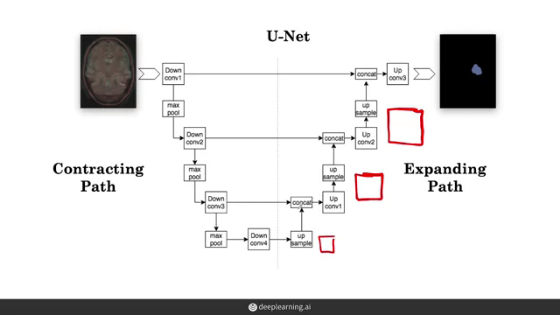 U-Net
Down conv1
concat
Up conv3
max pool
up sample
Down conv2
concat
Up conv2
Contracting Path
Expanding Path
max pool
up sample
Down conv3
concat
Up conv1
max pool
Down conv4
up sample
deeplearning.ai